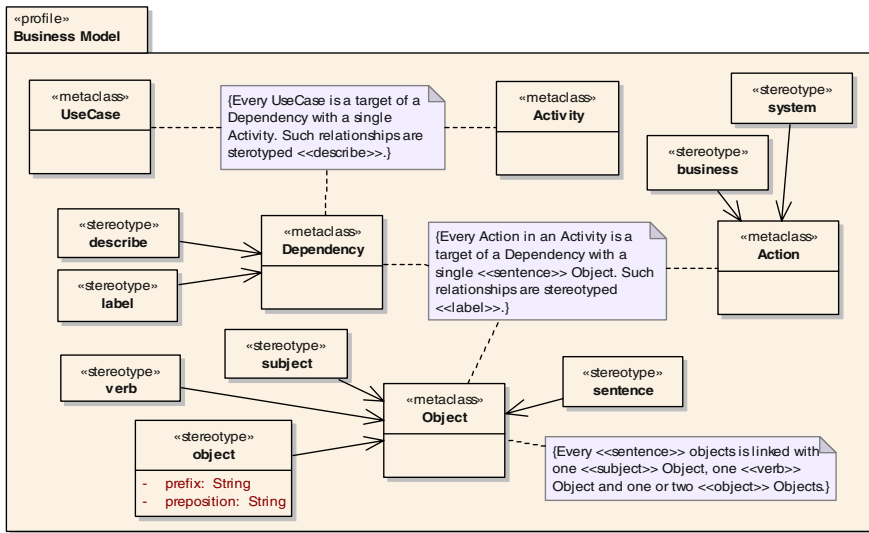 «profile»
Business Model
«metaclass»
UseCase
{Every UseCase is a target of a
Dependency with a single
Activity. Such relationships are
sterotyped <<describe>>.}
«metaclass»
Activity
«stereotype»
system
«stereotype»
business
«stereotype»
describe
«metaclass»
Dependency
{Every Action in an Activity is a
target of a Dependency with a
single <<sentence>> Object. Such
relationships are stereotyped
<<label>>.}
«metaclass»
Action
«stereotype»
label
«stereotype»
subject
«stereotype»
verb
«metaclass»
Object
«stereotype»
sentence
«stereotype»
object
- prefix: String
- preposition: String
{Every <<sentence>> objects is linked with
one <<subject>> Object, one <<verb>>
Object and one or two <<object>> Objects.}